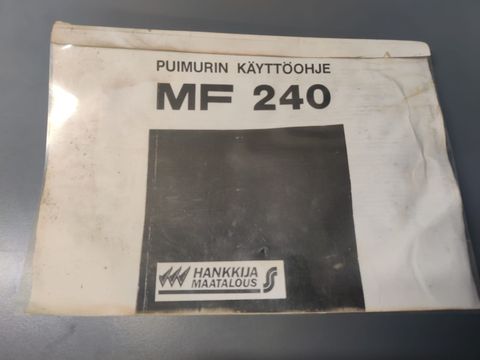 PUIMURIN KÄYTTÖOHJE
MF 240
HANKKIJA
MAATALOUS